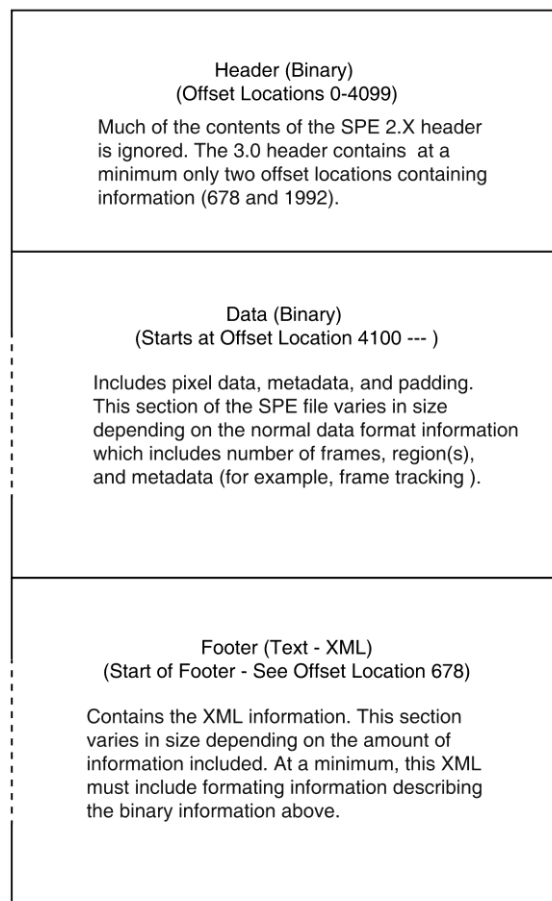 Header (Binary)
(Offset Locations 0-4099)
Much of the contents of the SPE 2.X header
is ignored. The 3.0 header contains  at a
minimum only two offset locations containing
information (678 and 1992).
Data (Binary)
(Starts at Offset Location 4100 --- )
Includes pixel data, metadata, and padding.
This section of the SPE file varies in size
depending on the normal data format information
which includes number of frames, region(s),
and metadata (for example, frame tracking ).
Footer (Text - XML)
(Start of Footer - See Offset Location 678)
Contains the XML information. This section
varies in size depending on the amount of
information included. At a minimum, this XML
must include formating information describing
the binary information above.